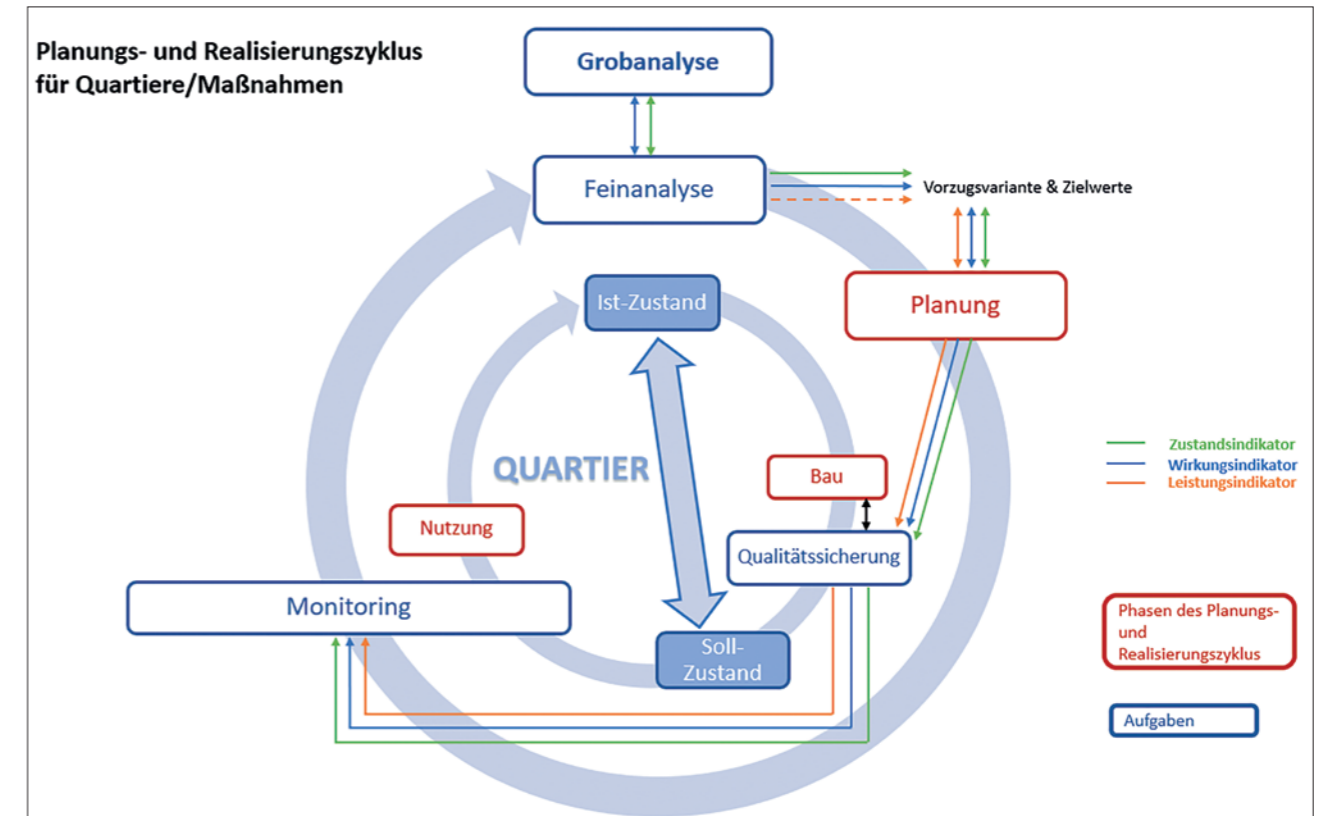 Planungs- und Realisierungszyklus
für Quartiere/Maßnahmen
Grobanalyse
Feinanalyse
Vorzugsvariante & Zielwerte
Ist-Zustand
Planung
QUARTIER
Bau
Zustandsindikator
Wirkungsindikator
Leistungsindikator
Nutzung
Qualitätssicherung
Monitoring
Soll-
Zustand
Phasen des Planungs-
und
Realisierungszyklus
Aufgaben